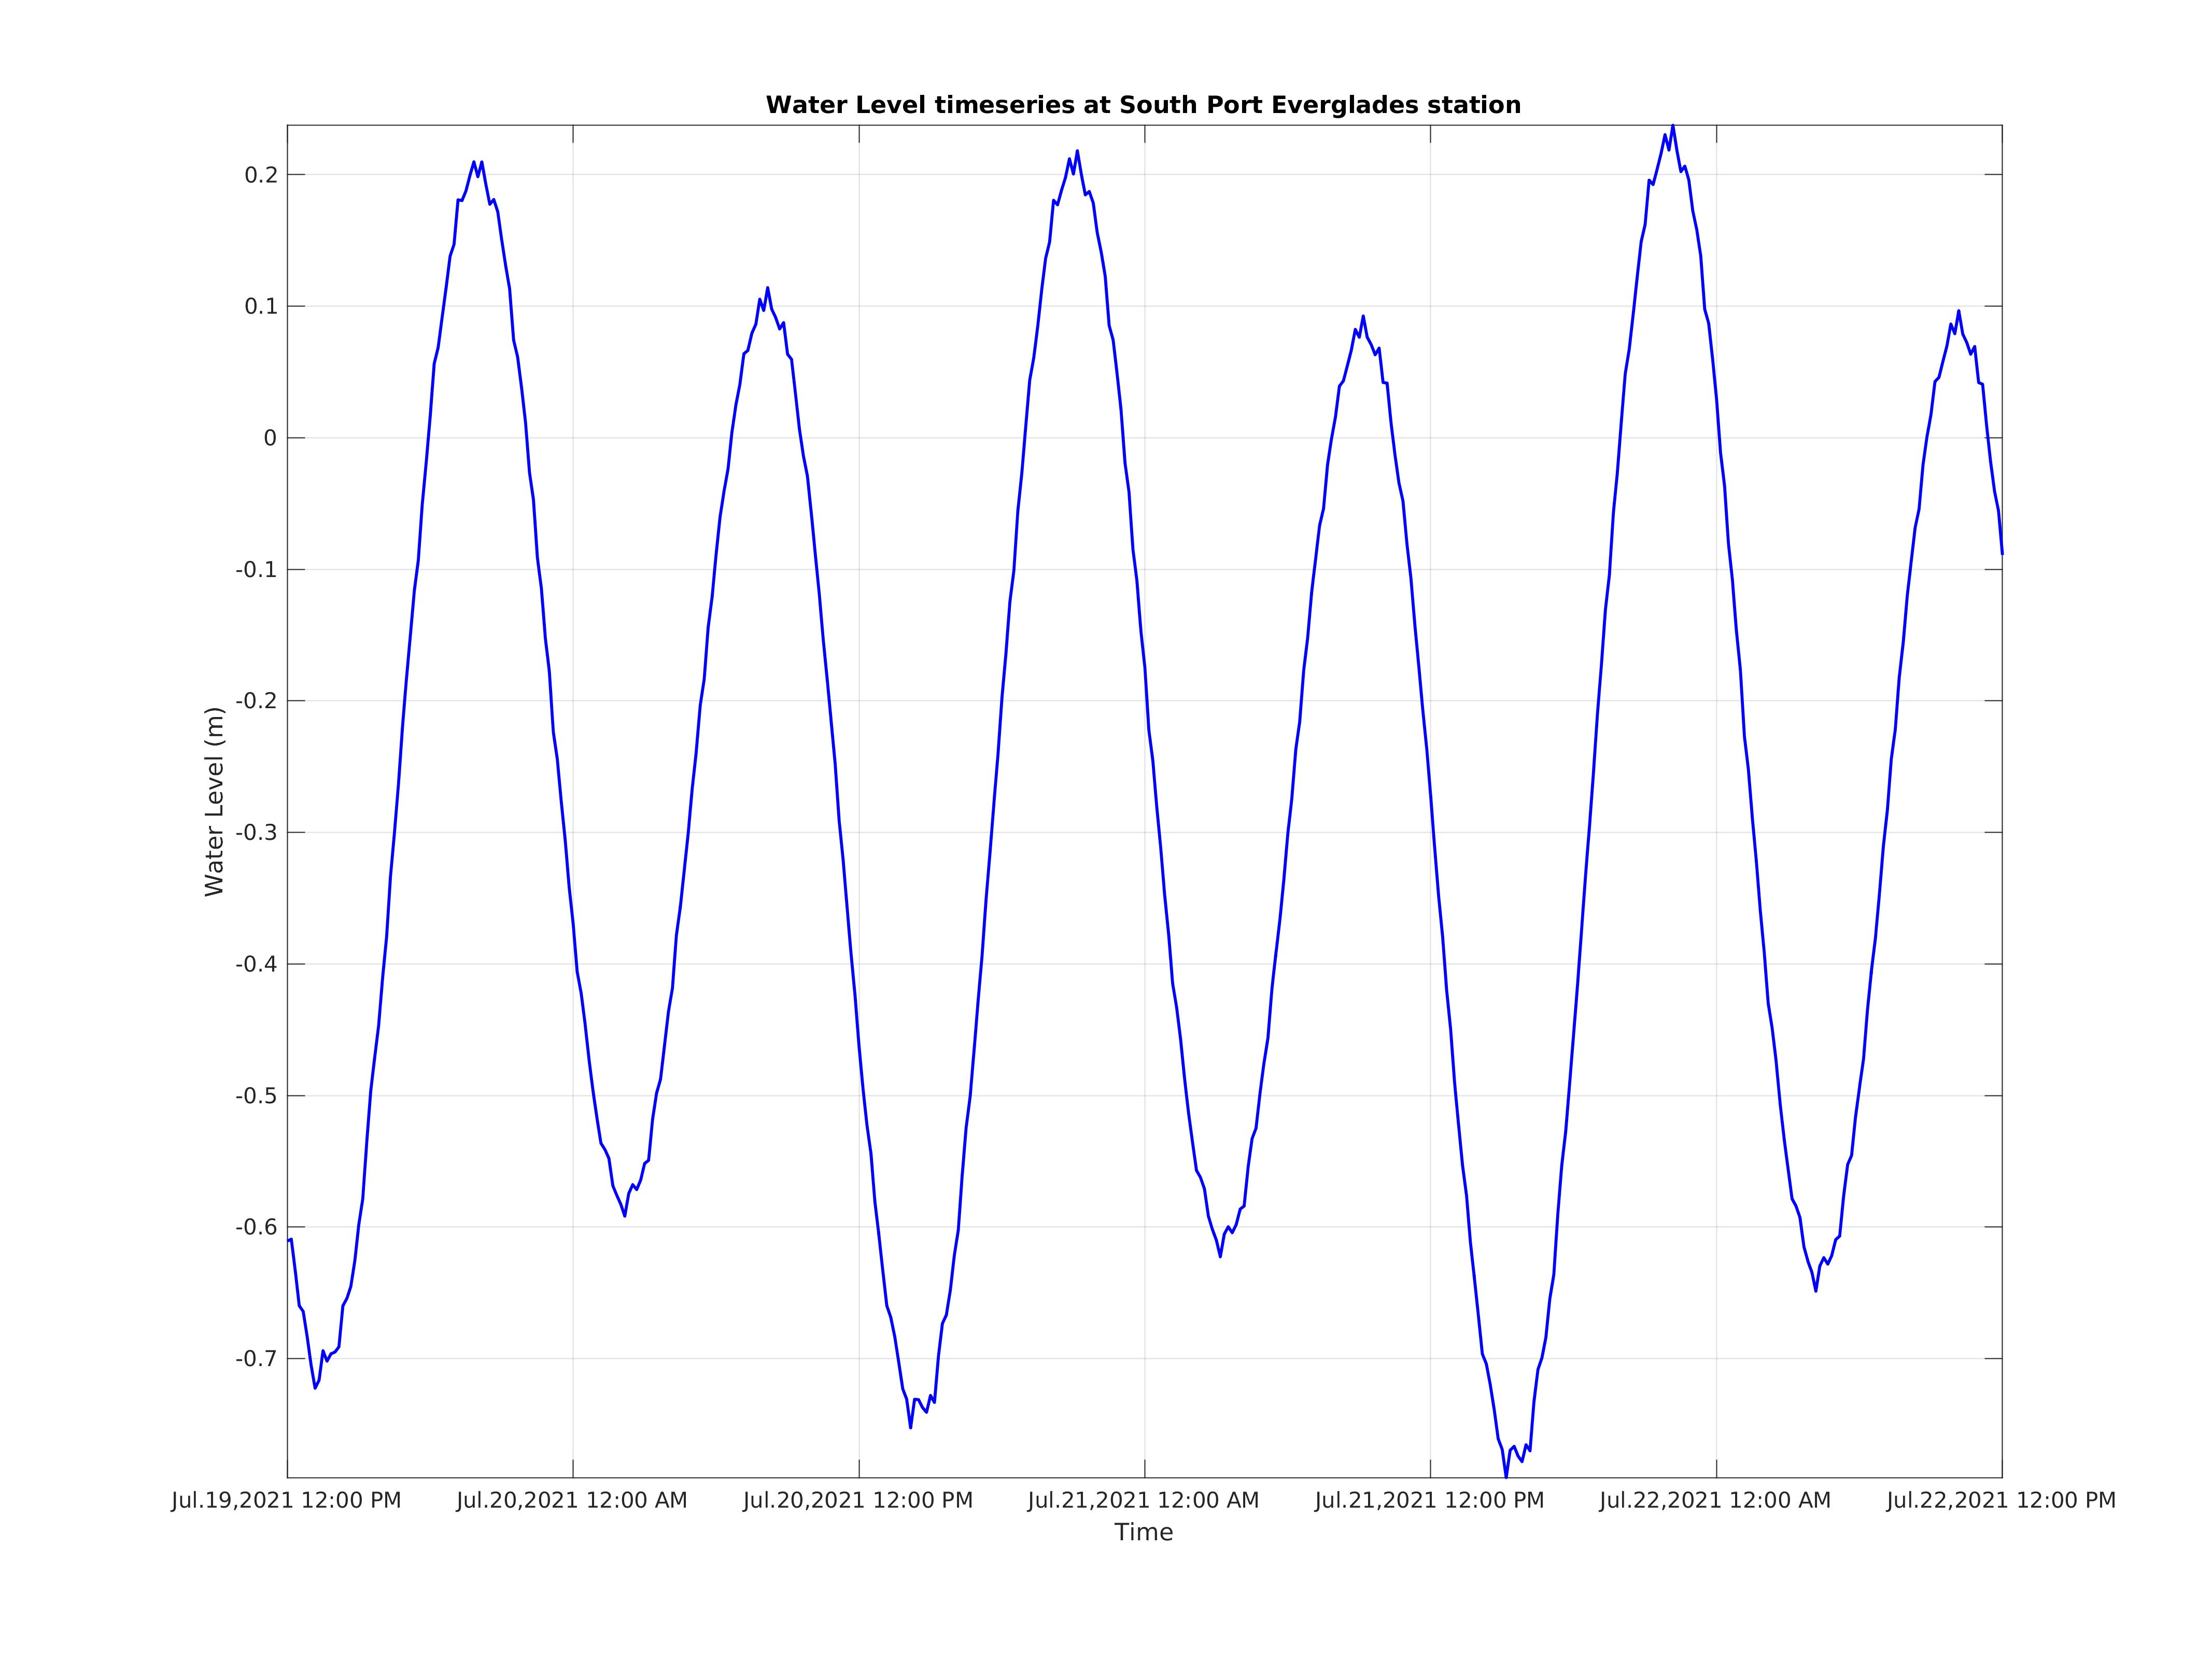 Water Level timeseries at South Port Everglades station
0.2
0.1
0
-0.1
-0.2
-0.3
-0.4
-0.5
-0.6
-0.7
Water Level (m)
Jul.19,2021 12:00 PM
Jul.20,2021 12:00 AM
Jul.20,2021 12:00 PM
Jul.21,2021 12:00 AM
Jul.21,2021 12:00 PM
Jul.22,2021 12:00 AM
Jul.22,2021 12:00 PM
Time